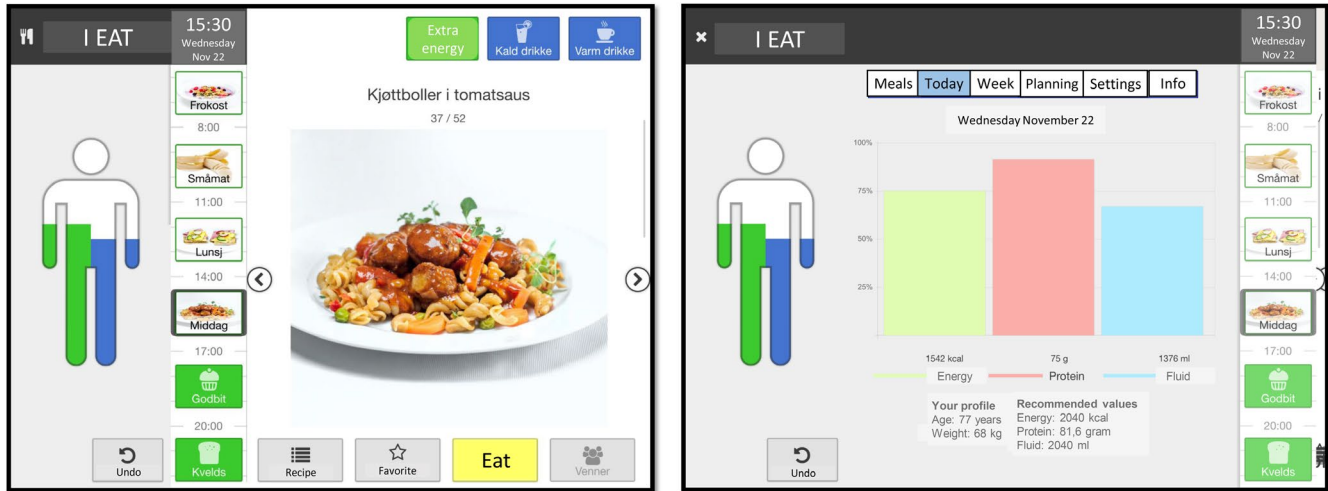 I EAT
15:30
Wednesday
Nov 22
Extra
energy
Kald drikke
Varm drikke
Frokost
8:00
Småmat
11:00
Lunsj
14:00
Middag
17:00
Godbit
20:00
Kvelds
Kjøttboller i tomatsaus
37 / 52
Undo
Recipe
Favorite
Eat
Venner
I EAT
15:30
Wednesday
Nov 22
Meals Today Week Planning Settings Info
Wednesday November 22
100%
75%
50%
25%
1542 kcal 75 g 1376 ml
Energy Protein Fluid
Your profile
Age: 77 years
Weight: 68 kg
Recommended values
Energy: 2040 kcal
Protein: 81,6 gram
Fluid: 2040 ml
Undo
Frokost
8:00
Småmat
11:00
Lunsj
14:00
Middag
17:00
Godbit
20:00
Kvelds